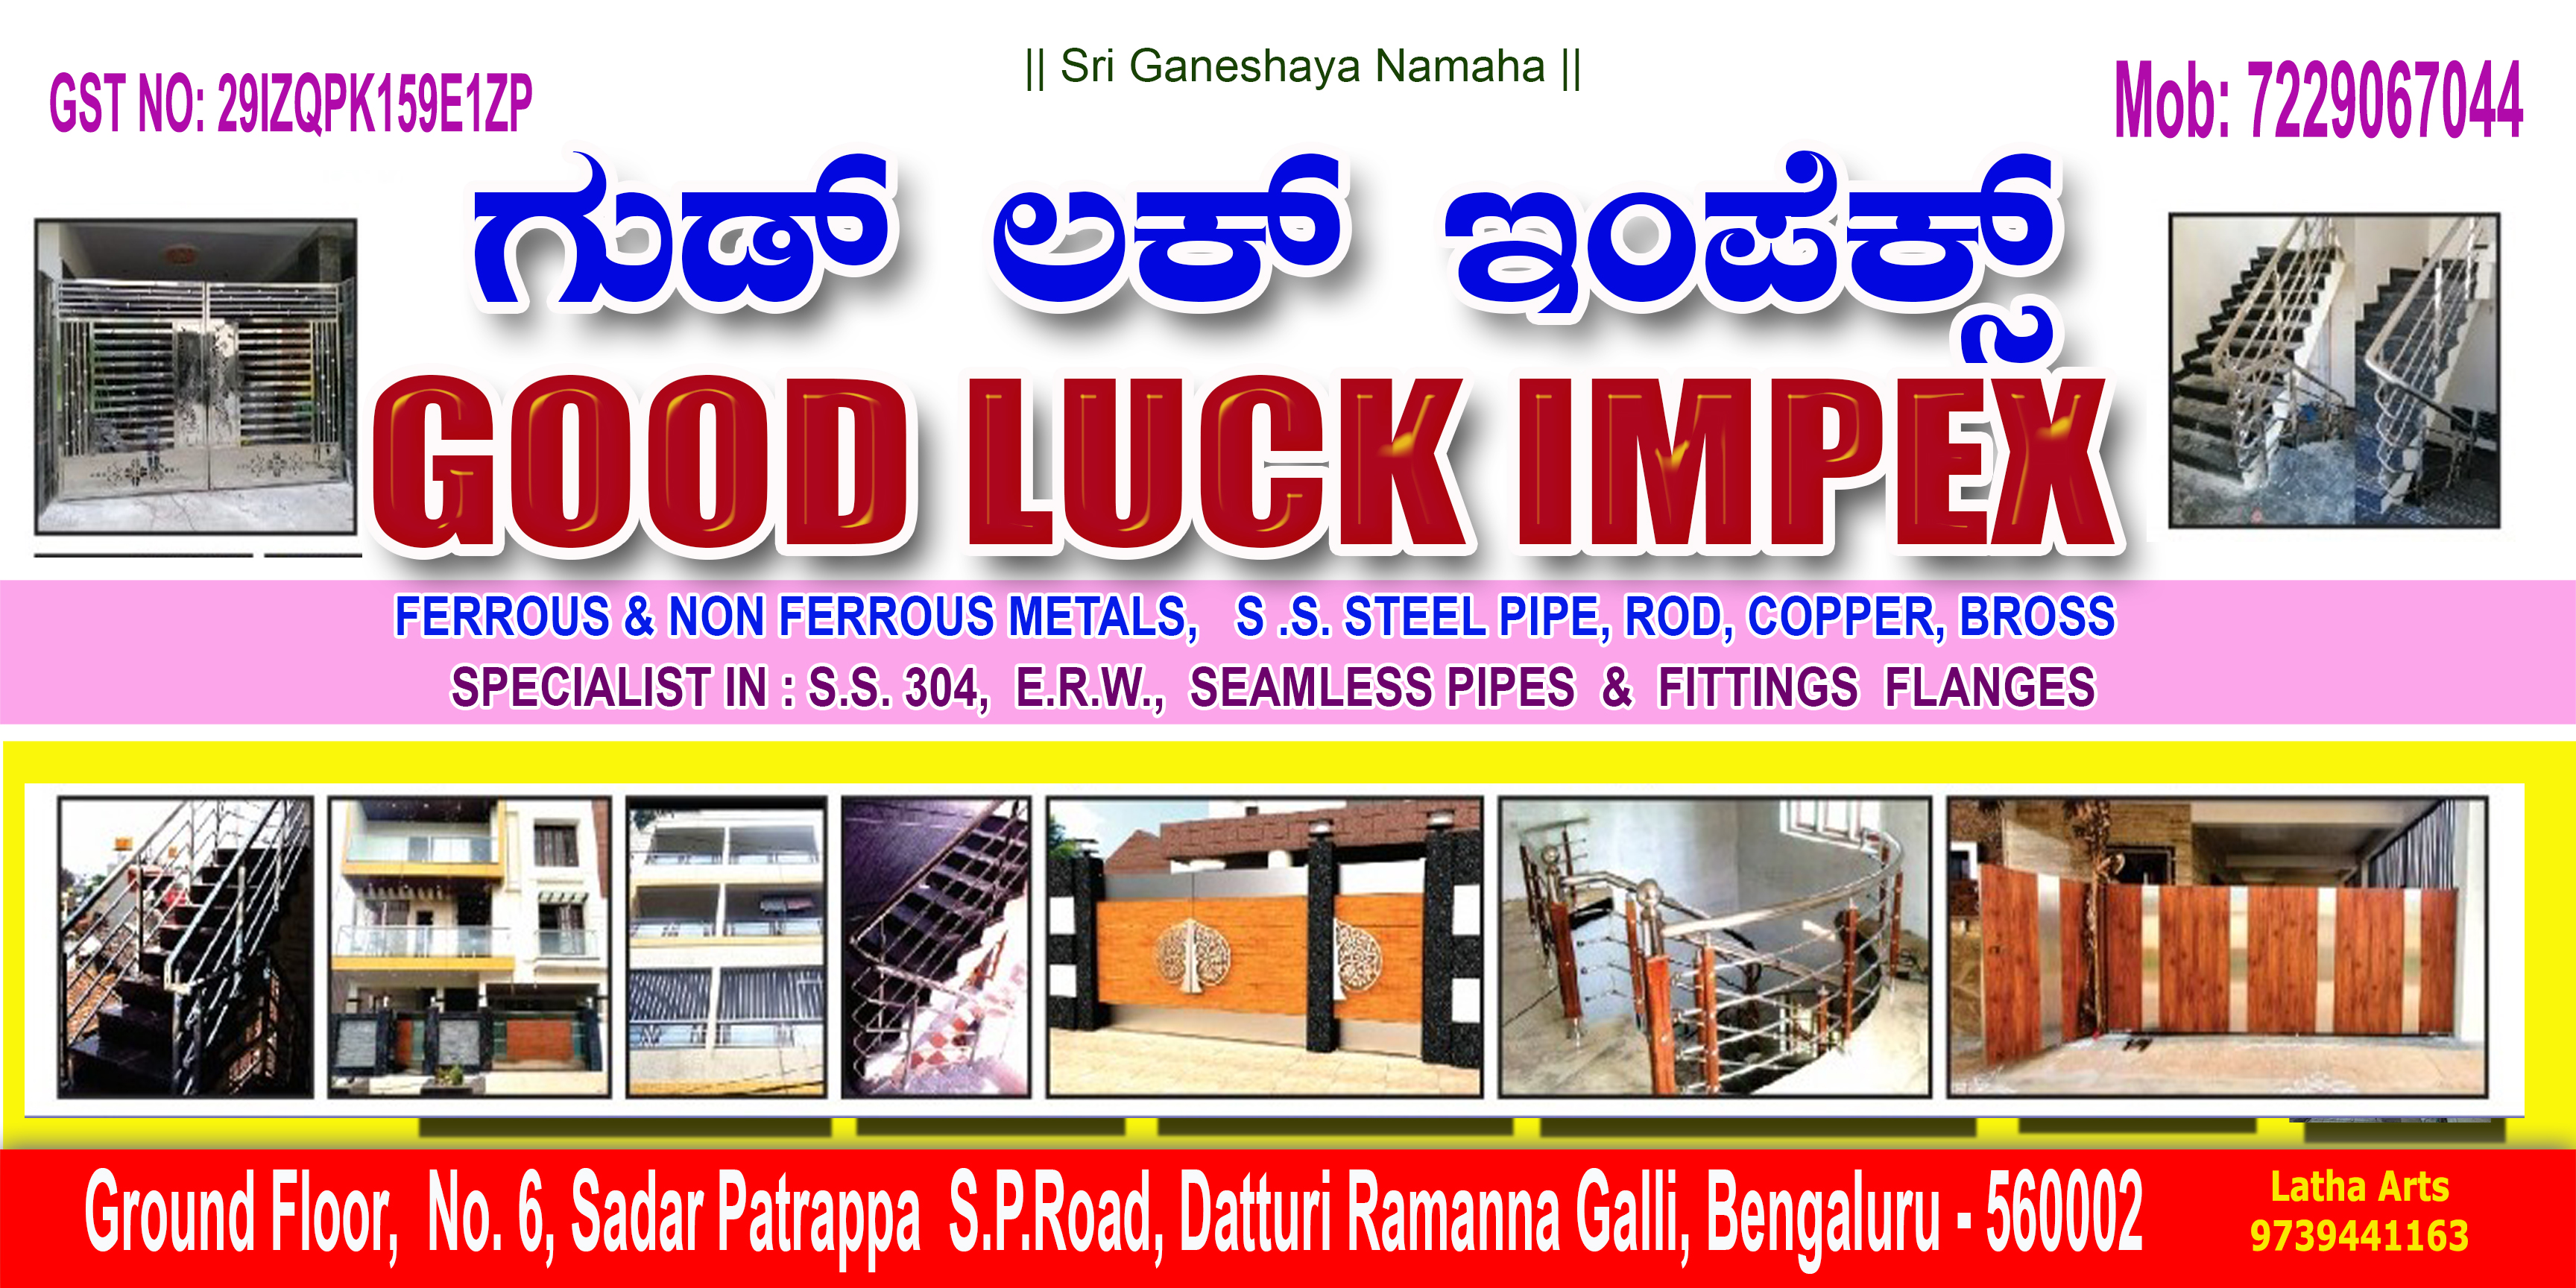 || Sri Ganeshaya Namaha ||
GST NO: 29IZQPK159E1ZP
Mob: 7229067044
ಗುಡ್ ಲಕ್ ಇಂಪೆಕ್ಸ್
GOOD LUCK IMPEX
FERROUS & NON FERROUS METALS, S .S. STEEL PIPE, ROD, COPPER, BROSS
SPECIALIST IN : S.S. 304, E.R.W., SEAMLESS PIPES & FITTINGS FLANGES
Ground Floor, No. 6, Sadar Patrappa S.P.Road, Datturi Ramanna Galli, Bengaluru - 560002
Latha Arts
9739441163